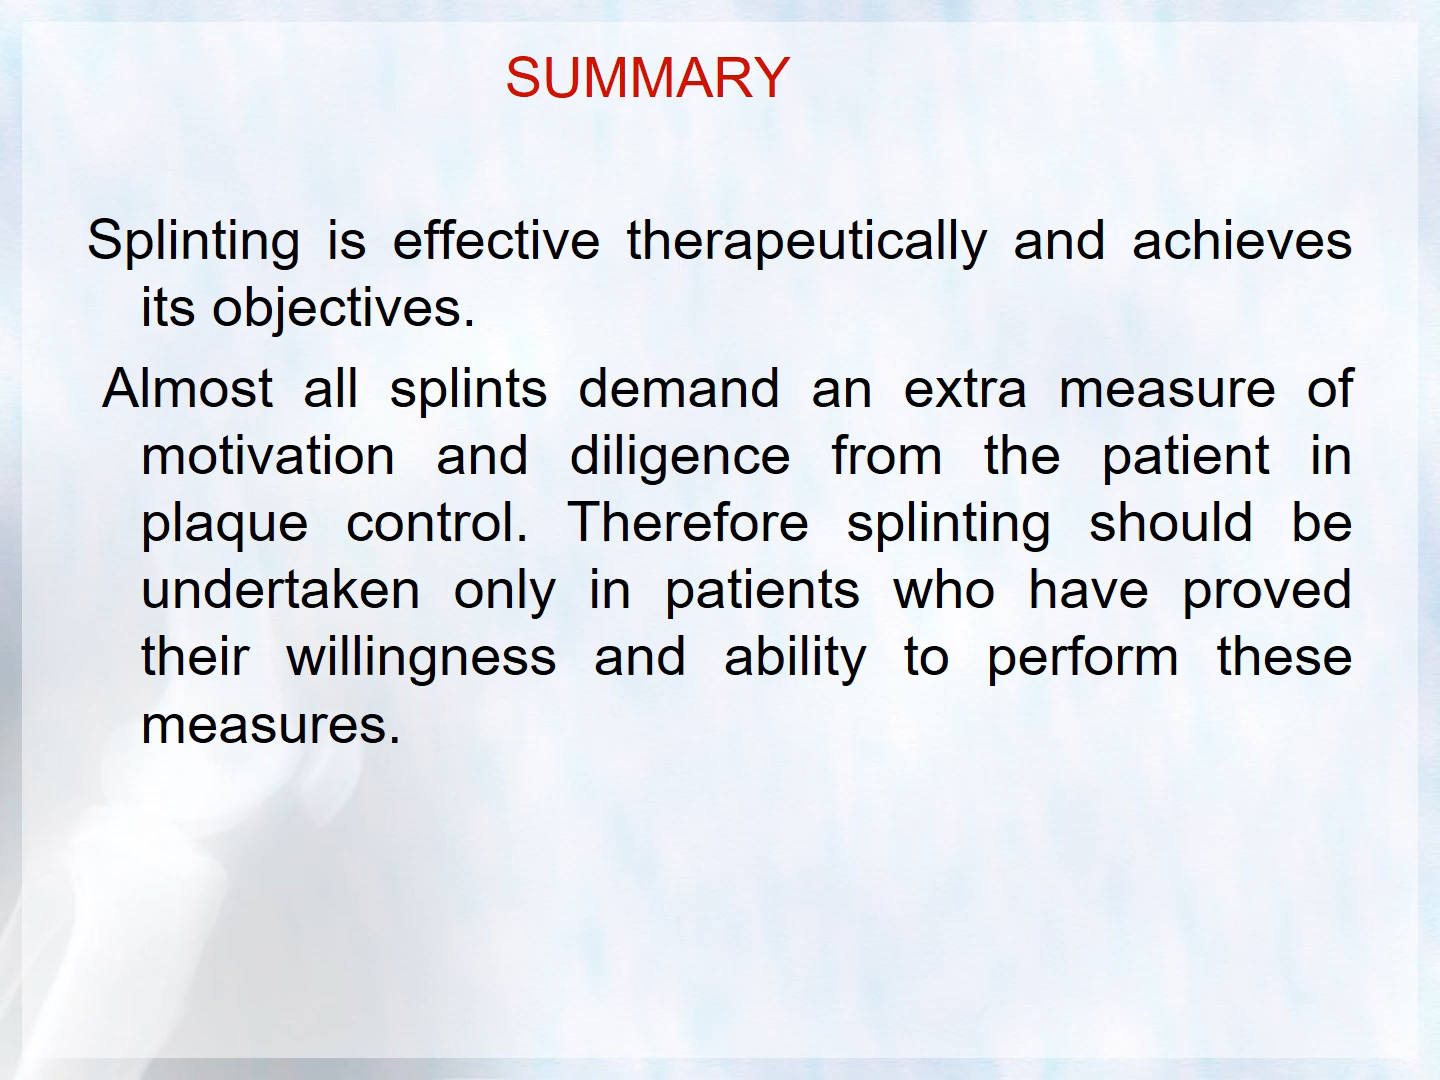 SUMMARY
Splinting is effective therapeutically and achieves
its objectives.
Almost all splints demand an extra measure of
motivation and diligence from the patient in
plaque control. Therefore splinting should be
undertaken only in patients who have proved
their willingness and ability to perform these
measures.